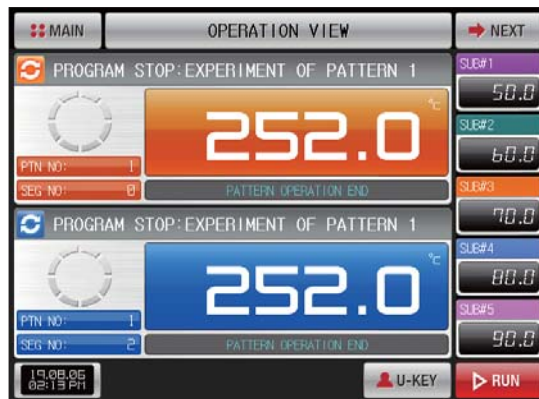 MAIN
OPERATION VIEW
NEXT
PROGRAM STOP:EXPERIMENT OF PATTERN 1
℃
252.0
PTN NO: 1
SEG NO: 0
PATTERN OPERATION END
PROGRAM STOP:EXPERIMENT OF PATTERN 1
℃
252.0
PTN NO: 1
SEG NO: 2
PATTERN OPERATION END
SUB#1
50.0
SUB#2
60.0
SUB#3
70.0
SUB#4
80.0
SUB#5
90.0
19.08.06
02:13 PM
U-KEY
RUN